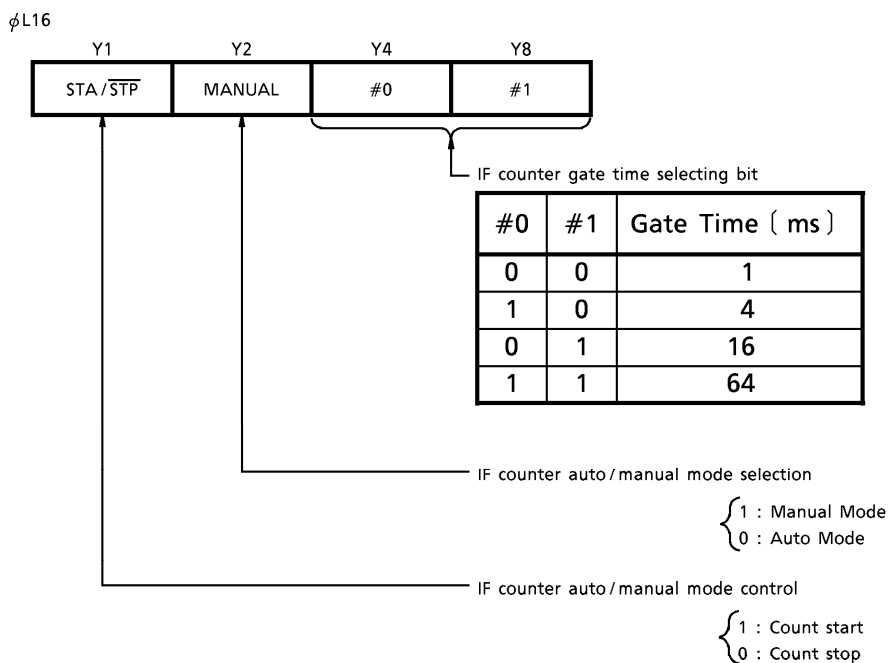 φL16
Y1 Y2 Y4 Y8
STA/STP MANUAL #0 #1
IF counter gate time selecting bit
#0 #1 Gate Time ( ms )
0 0 1
1 0 4
0 1 16
1 1 64
IF counter auto/manual mode selection
1 : Manual Mode
0 : Auto Mode
IF counter auto/manual mode control
1 : Count start
0 : Count stop